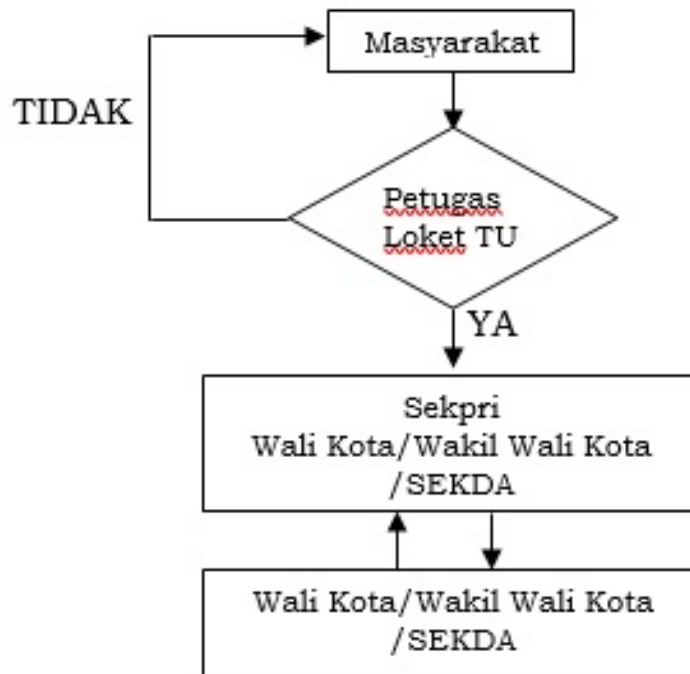 Masyarakat
TIDAK
Petugas
Loket TU
YA
Sekpri
Wali Kota/Wakil Wali Kota
/SEKDA
Wali Kota/Wakil Wali Kota
/SEKDA